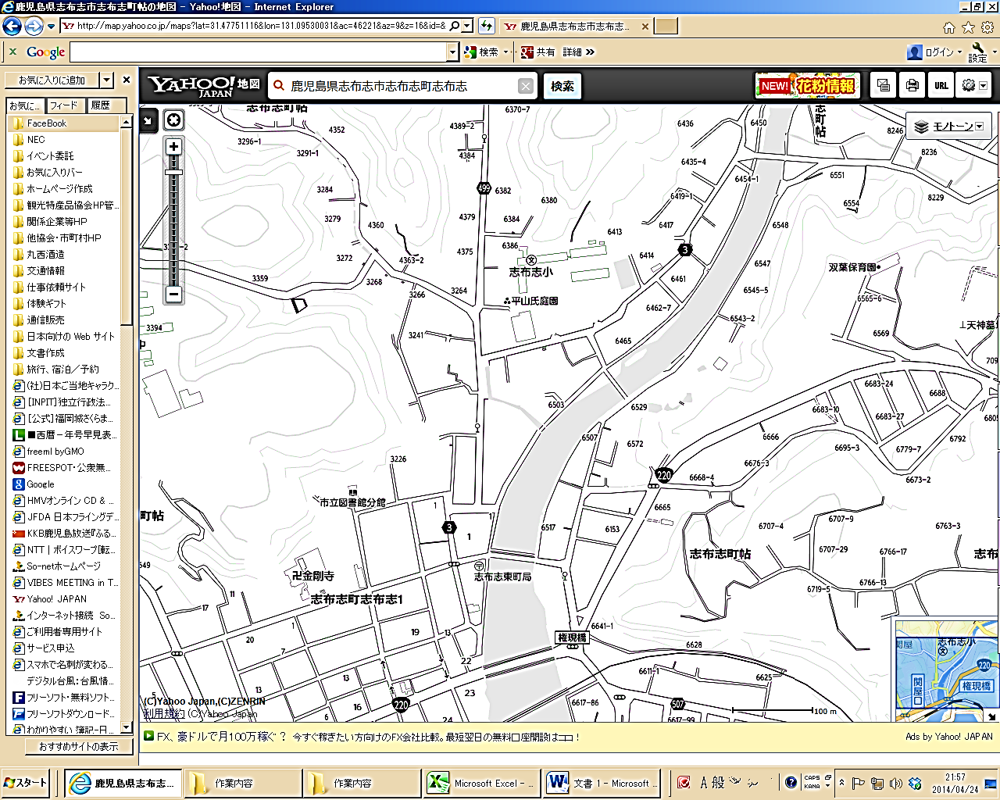 鹿児島県志布志市志布志町帖の地図 - Yahoo!地図 - Internet Explorer
http://map.yahoo.co.jp/maps?lat=31.47751116&lon=131.09530031&ac=46221&az=9&z=16&id=&
鹿児島県志布志市志布志...
Google
検索
共有
詳細 »
ログイン
設定
お気に入りに追加
YAHOO! JAPAN 地図
鹿児島県志布志市志布志町志布志
検索
NEW! 花粉情報
URL
お気に...
フィード
履歴
FaceBook
NEC
イベント委託
お気に入りバー
ホームページ作成
観光特産品協会HP管...
関係企業等HP
他協会・市町村HP
丸西酒造
交通情報
仕事依頼サイト
体験ギフト
通信販売
日本向けの Web サイト
文書作成
旅行、宿泊／予約
(社)日本ご当地キャラク...
[INPIT]独立行政法...
[公式]福岡城さくらま...
■西暦－年号早見表...
freeml byGMO
FREESPOT・公衆無...
Google
HMVオンライン CD & ...
JFDA 日本フライングデ...
KKB鹿児島放送『ふる...
NTT | ボイスワープ(転...
So-netホームページ
VIBES MEETING in T...
Yahoo! JAPAN
インターネット接続 So...
ご利用者専用サイト
サービス申込
スマホで名刺が変わる...
デジタル台風：台風情...
フリーソフト・無料ソフト...
フリーソフトダウンロード...
わかりやすい 簿記-日...
おすすめサイトの表示
モノトーン
志布志町帖
6370-7
6450
志町帖
4352
4389-2
6436
8246
3296-1
3291-1
4384
6435-4
8236
499
6382
6454-1
6551
3284
6380
6419-1
6554
8229
3279
4360
4379
6384
6417
6548
6413
4375
6386
3
6414
3272
4363-2
6547
志布志小
双葉保育園
3359
3268
6461
3266
3264
平山氏庭園
6462-7
6545-5
6565-6
6543-2
3394
3241
6465
6569
天神墓
6503
6529
6683-24
6688
6683-10
6683-27
6507
6572
6666
6792
6695-3
6779-7
3226
6676-3
220
6668-4
6673-2
市立図書館分館
6665
町帖
3
1
1
1
6517
6153
6707-9
6707-4
6763-3
6707-29
6766-17
志布志町帖
志布
649
金剛寺
志布志東町局
6766-13
6719-5
志布志町志布志1
11
17
1
19
13
6641-1
権現橋
20
7
6628
22
13
12
6611-1
6625
5
6
16
220
23
24
6617-86
507
6617-99
100 m
(C)Yahoo Japan,(C)ZENRIN
利用規約 (C)Yahoo Japan
関屋
志布志小
220
関屋口
権現橋
FX、豪ドルで月100万稼ぐ？ 今すぐ稼ぎたい方向けのFX会社比較。最短翌日の無料口座開設はココ！
Ads by Yahoo! JAPAN
スタート
鹿児島県志布志...
作業内容
作業内容
Microsoft Excel - ...
文書 1 - Microsoft ...
A 般
CAPS
KANA
21:57
2014/04/24